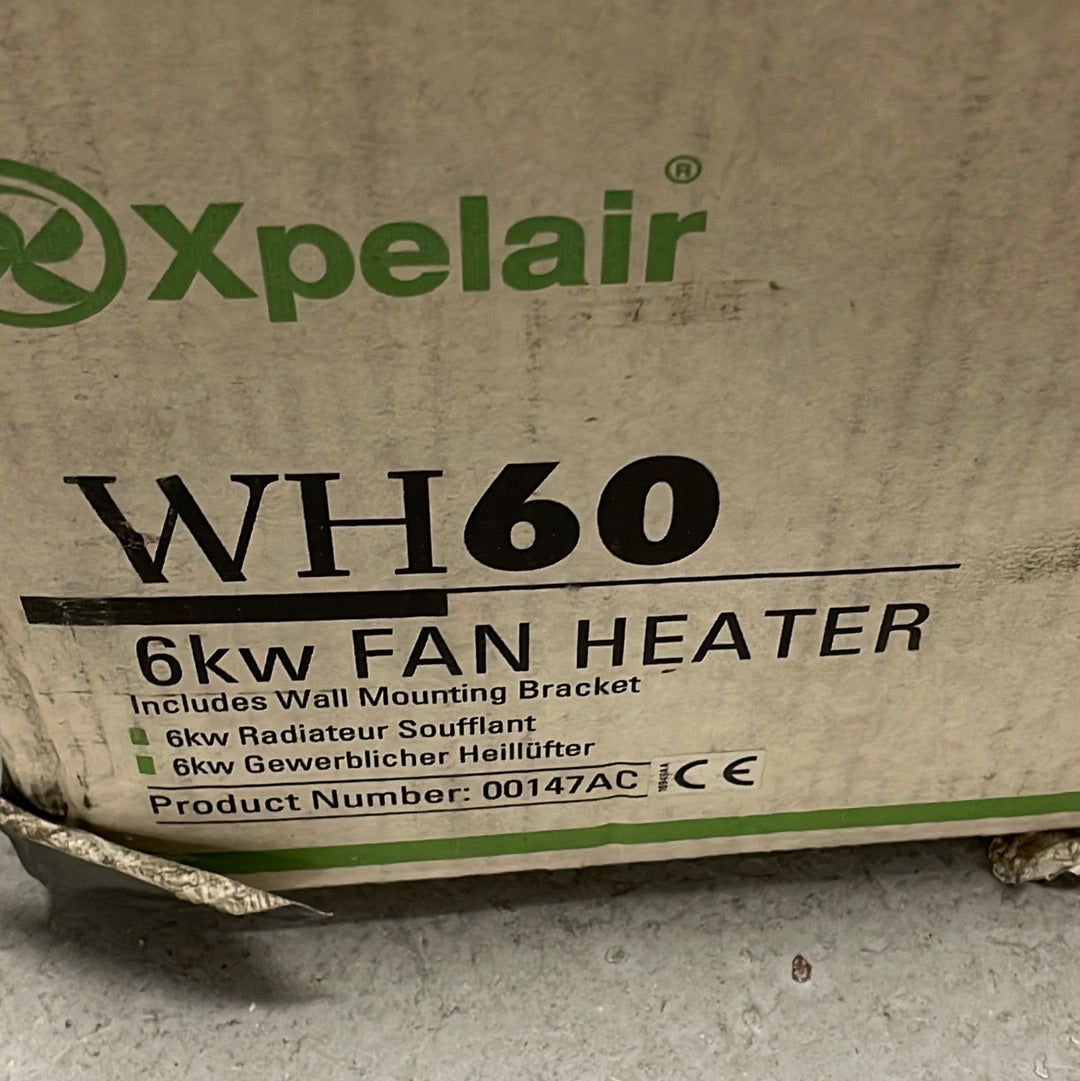 Xpelair®
WH60
6kw FAN HEATER
Includes Wall Mounting Bracket
6kw Radiateur Soufflant
6kw Gewerblicher Heillüfter
Product Number: 00147AC CE